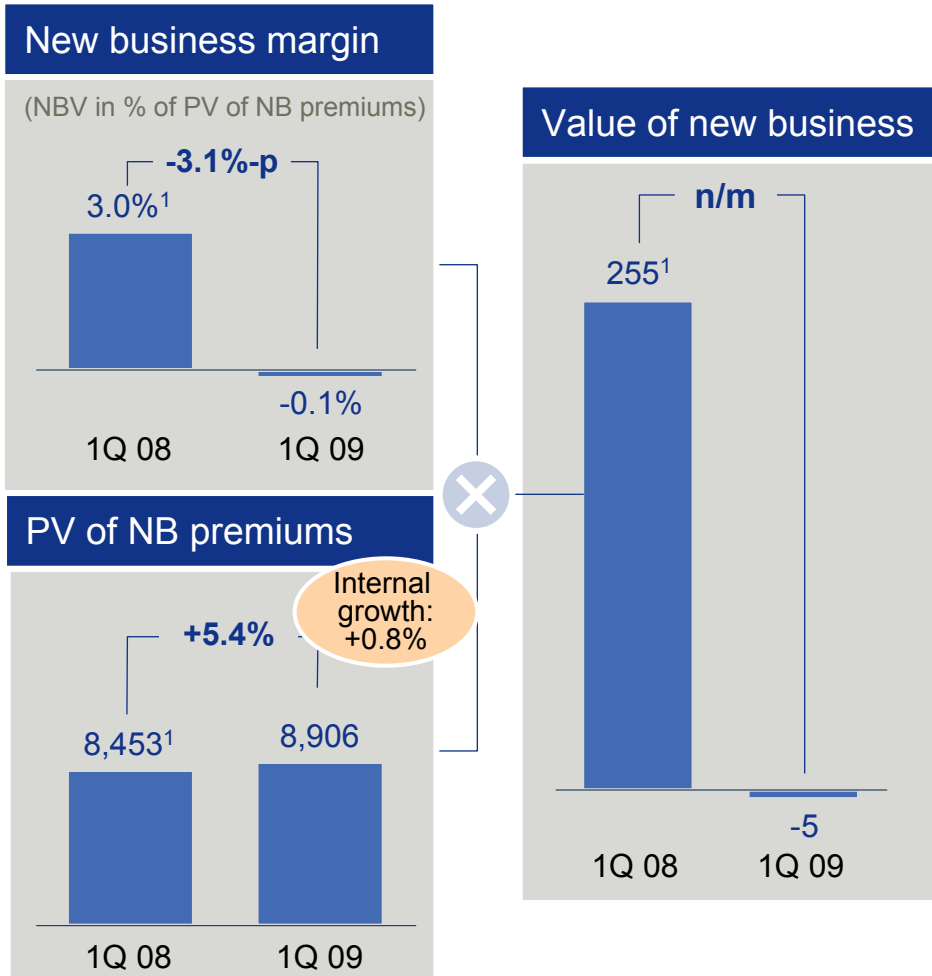 New business margin
(NBV in % of PV of NB premiums)
-3.1%-p
3.0%¹
-0.1%
1Q 08 1Q 09
PV of NB premiums
Internal
growth:
+0.8%
+5.4%
8,453¹ 8,906
1Q 08 1Q 09
Value of new business
n/m
255¹
-5
1Q 08 1Q 09